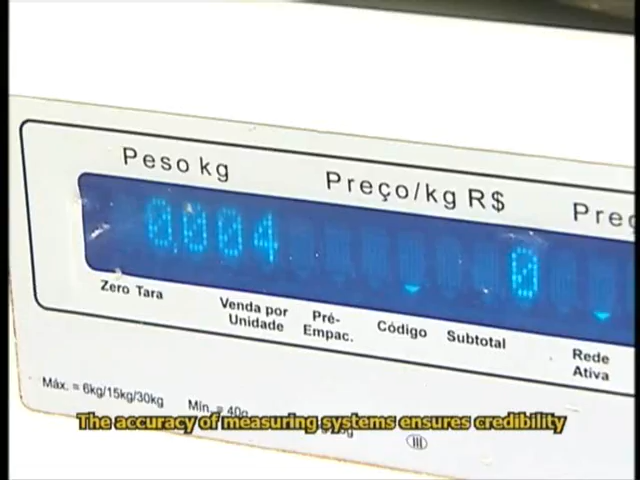 Peso kg
Preço/kg R$
0,004
0
Zero Tara
Venda por
Unidade
Pré-
Empac.
Código
Subtotal
Rede
Ativa
Máx. = 6kg/15kg/30kg
Mín. = 40g
III
The accuracy of measuring systems ensures credibility